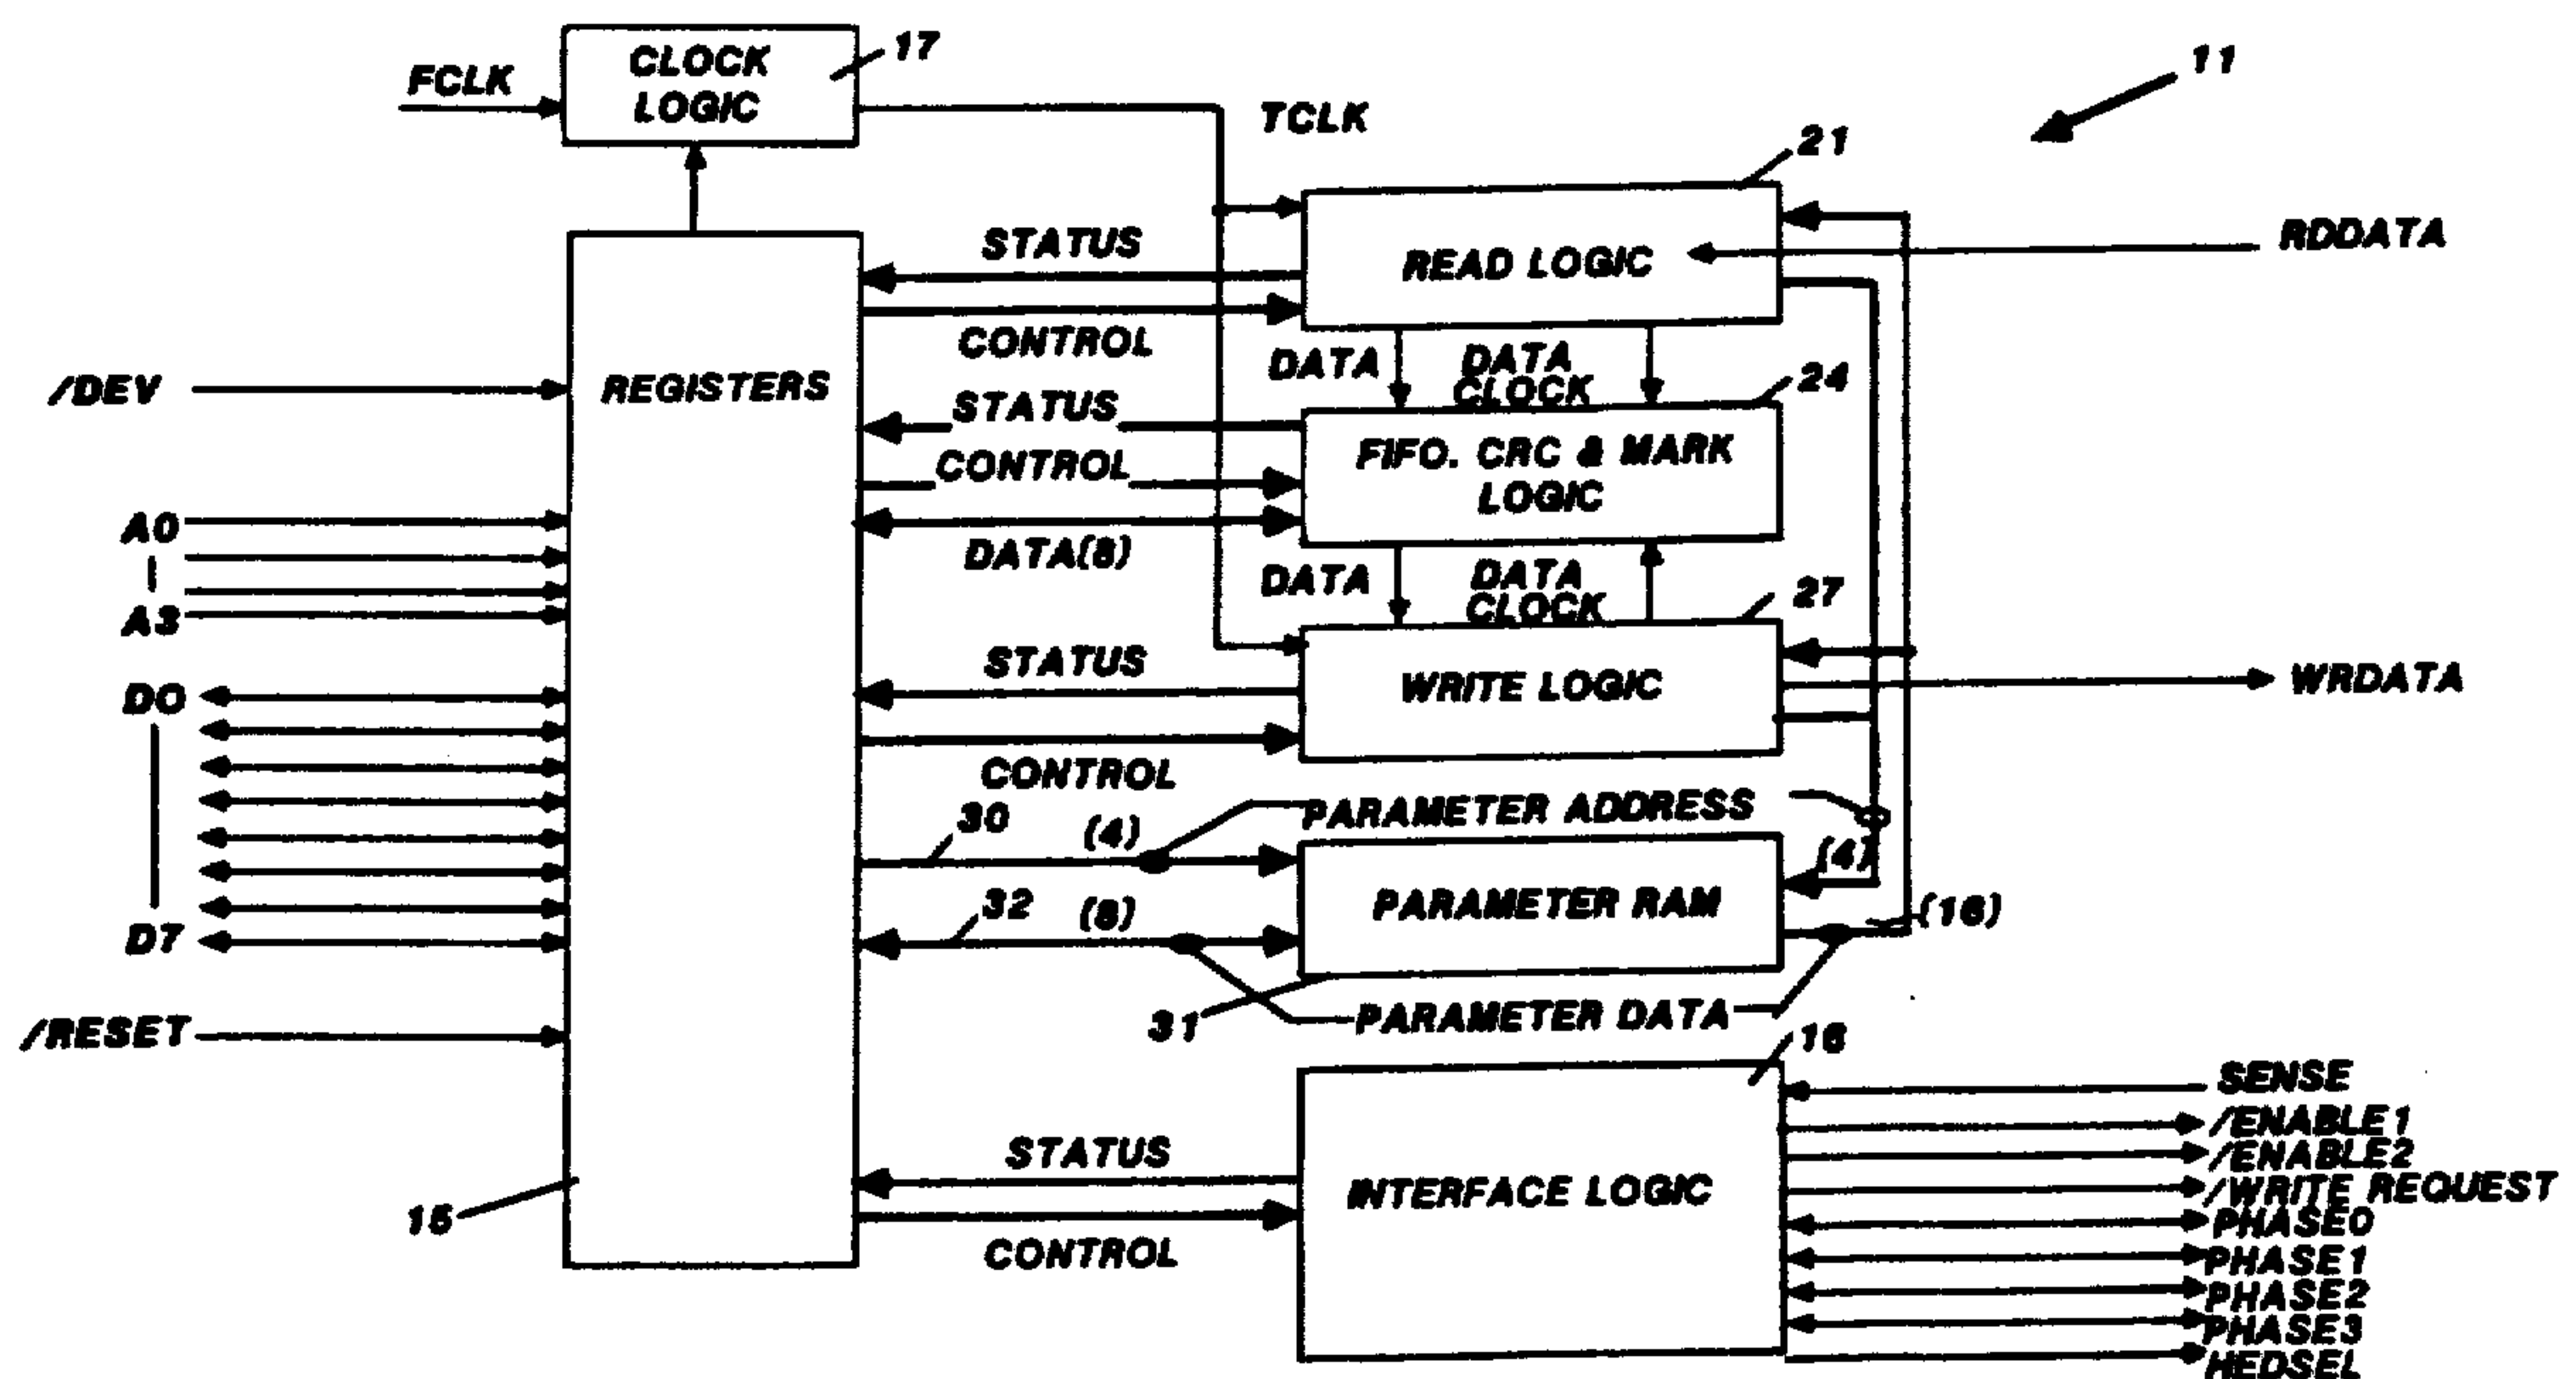 11
FCLK
CLOCK
LOGIC
17
TCLK
21
STATUS
READ LOGIC
RDDATA
CONTROL
DATA
DATA
CLOCK
24
/DEV
REGISTERS
STATUS
FIFO. CRC & MARK
LOGIC
CONTROL
A0
A3
DATA(8)
DATA
DATA
CLOCK
27
STATUS
WRITE LOGIC
WRDATA
D0
D7
CONTROL
30
(4)
PARAMETER ADDRESS
(4)
32
(8)
PARAMETER RAM
(16)
31
PARAMETER DATA
/RESET
16
SENSE
/ENABLE1
/ENABLE2
/WRITE REQUEST
PHASE0
PHASE1
PHASE2
PHASE3
HEDSEL
STATUS
INTERFACE LOGIC
15
CONTROL